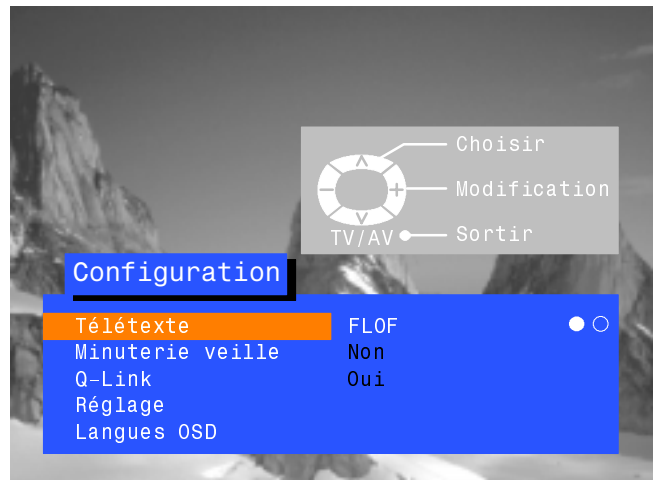 Choisir
Modification
TV/AV Sortir
Configuration
Télétexte FLOF
Minuterie veille Non
Q-Link Oui
Réglage
Langues OSD